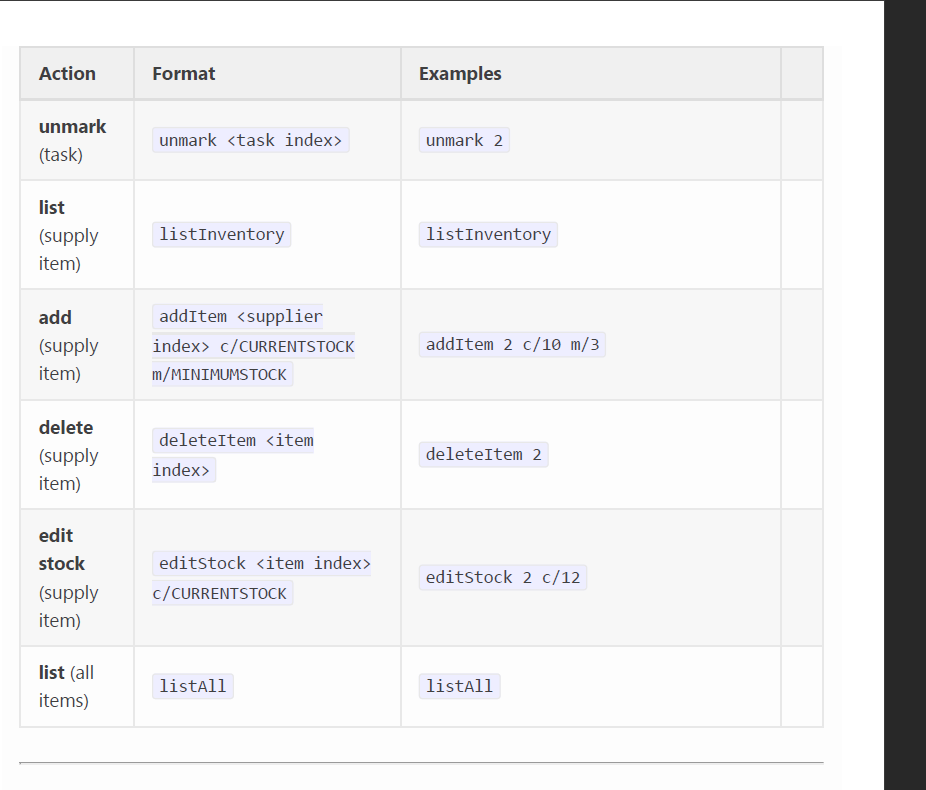 Action Format Examples
unmark
(task)
unmark <task index>
unmark 2
list
(supply
item)
listInventory
listInventory
add
(supply
item)
addItem <supplier
index> c/CURRENTSTOCK
m/MINIMUMSTOCK
addItem 2 c/10 m/3
delete
(supply
item)
deleteItem <item
index>
deleteItem 2
edit
stock
(supply
item)
editStock <item index>
c/CURRENTSTOCK
editStock 2 c/12
list (all
items)
listAll
listAll